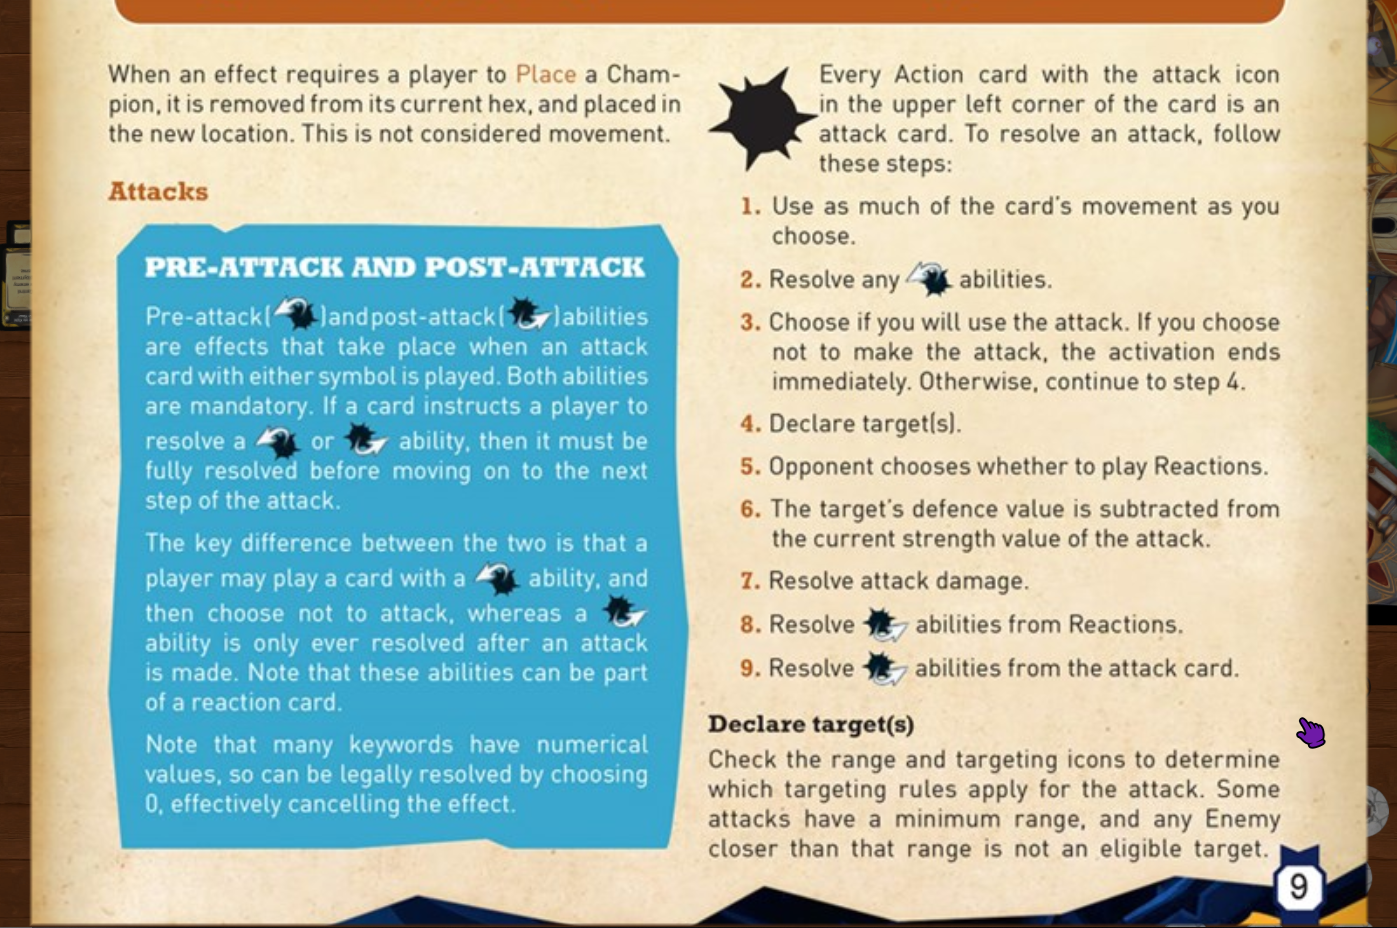 When an effect requires a player to Place a Cham-
pion, it is removed from its current hex, and placed in
the new location. This is not considered movement.
Attacks
PRE-ATTACK AND POST-ATTACK
Pre-attack( ) and post-attack( ) abilities
are effects that take place when an attack
card with either symbol is played. Both abilities
are mandatory. If a card instructs a player to
resolve a or ability, then it must be
fully resolved before moving on to the next
step of the attack.
The key difference between the two is that a
player may play a card with a ability, and
then choose not to attack, whereas a
ability is only ever resolved after an attack
is made. Note that these abilities can be part
of a reaction card.
Note that many keywords have numerical
values, so can be legally resolved by choosing
0, effectively cancelling the effect.
Every Action card with the attack icon
in the upper left corner of the card is an
attack card. To resolve an attack, follow
these steps:
1. Use as much of the card's movement as you
choose.
2. Resolve any abilities.
3. Choose if you will use the attack. If you choose
not to make the attack, the activation ends
immediately. Otherwise, continue to step 4.
4. Declare target(s).
5. Opponent chooses whether to play Reactions.
6. The target's defence value is subtracted from
the current strength value of the attack.
7. Resolve attack damage.
8. Resolve abilities from Reactions.
9. Resolve abilities from the attack card.
Declare target(s)
Check the range and targeting icons to determine
which targeting rules apply for the attack. Some
attacks have a minimum range, and any Enemy
closer than that range is not an eligible target.
9